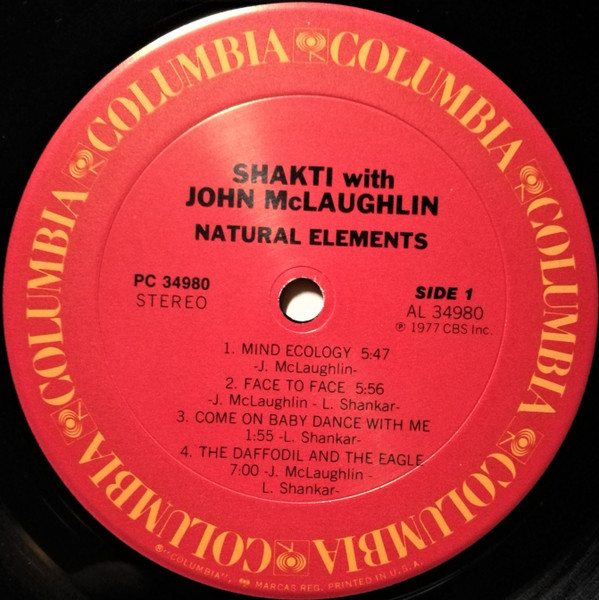 COLUMBIA COLUMBIA COLUMBIA COLUMBIA COLUMBIA COLUMBIA
SHAKTI with
JOHN McLAUGHLIN
NATURAL ELEMENTS
PC 34980
STEREO
SIDE 1
AL 34980
℗ 1977 CBS Inc.
1. MIND ECOLOGY 5:47
-J. McLaughlin-
2. FACE TO FACE 5:56
-J. McLaughlin - L. Shankar-
3. COME ON BABY DANCE WITH ME
1:55 -L. Shankar-
4. THE DAFFODIL AND THE EAGLE
7:00 -J. McLaughlin -
L. Shankar-
®"COLUMBIA", MARCAS REG. PRINTED IN U.S.A.